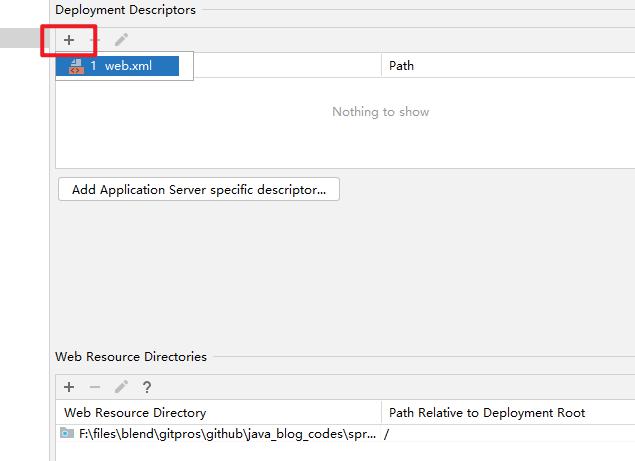 Deployment Descriptors
1 web.xml
Path
Nothing to show
Add Application Server specific descriptor...
Web Resource Directories
?
Web Resource Directory Path Relative to Deployment Root
F:\files\blend\gitpros\github\java_blog_codes\spr... /